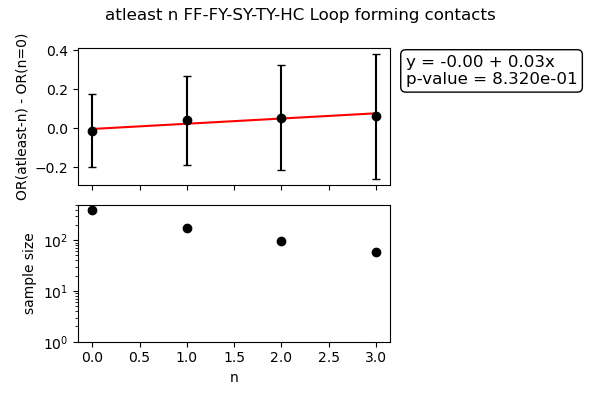 atleast n FF-FY-SY-TY-HC Loop forming contacts
OR(atleast-n) - OR(n=0)
0.4
0.2
0.0
−0.2
y = -0.00 + 0.03x
p-value = 8.320e-01
sample size
10²
10¹
10⁰
0.0 0.5 1.0 1.5 2.0 2.5 3.0
n